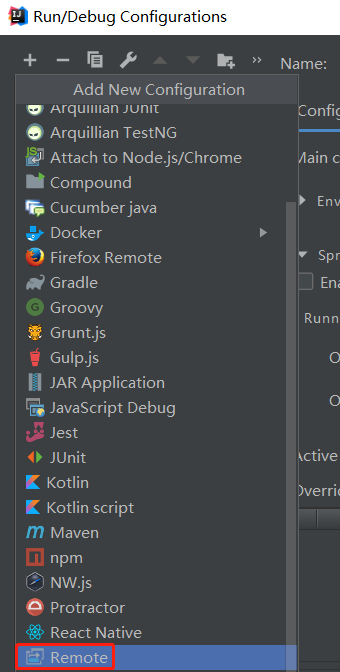 Run/Debug Configurations
Name:
Add New Configuration
Arquillian JUnit
Arquillian TestNG
Attach to Node.js/Chrome
Compound
Cucumber java
Docker
Firefox Remote
Gradle
Groovy
Grunt.js
Gulp.js
JAR Application
JavaScript Debug
Jest
JUnit
Kotlin
Kotlin script
Maven
npm
NW.js
Protractor
React Native
Remote
Config
Main c
Env
Spr
Ena
Runn
O
O
Active
Overri